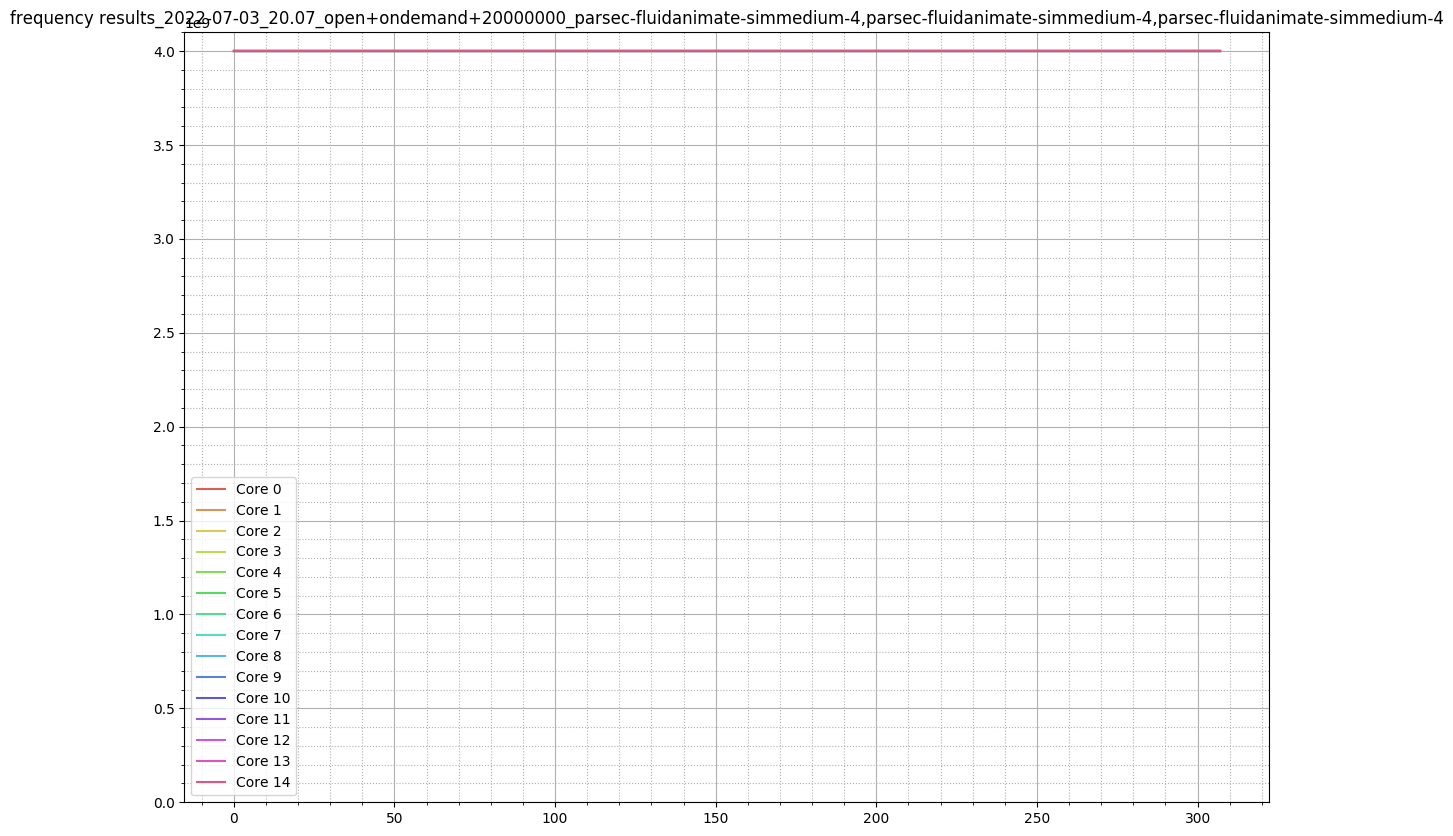 frequency results_2022-07-03_20.07_open+ondemand+20000000_parsec-fluidanimate-simmedium-4,parsec-fluidanimate-simmedium-4,parsec-fluidanimate-simmedium-4
1e9
4.0
3.5
3.0
2.5
2.0
1.5
1.0
0.5
0.0
Core 0
Core 1
Core 2
Core 3
Core 4
Core 5
Core 6
Core 7
Core 8
Core 9
Core 10
Core 11
Core 12
Core 13
Core 14
0 50 100 150 200 250 300